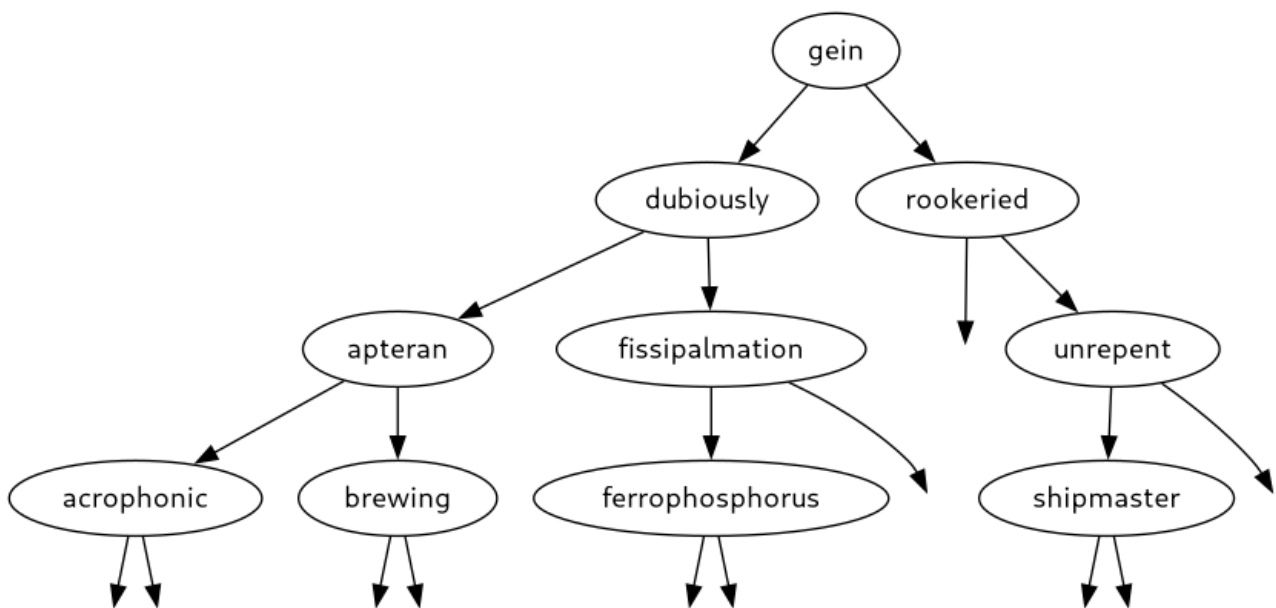 gein
dubiously
rookeried
apteran
fissipalmation
unrepent
acrophonic
brewing
ferrophosphorus
shipmaster